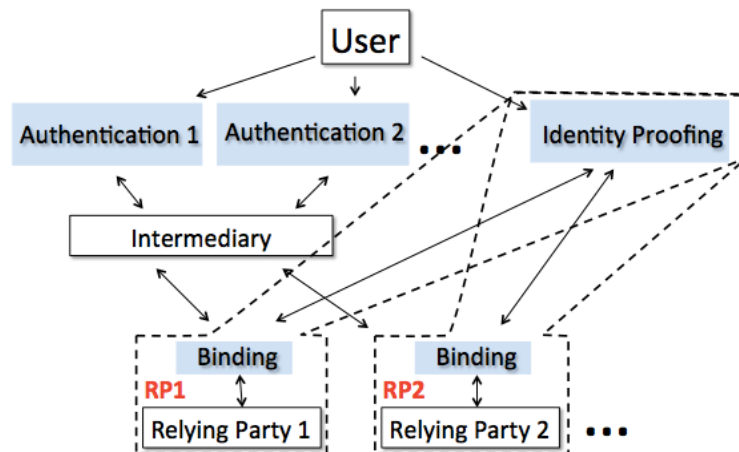 User
Authentication 1
Authentication 2
...
Identity Proofing
Intermediary
Binding
Binding
RP1
RP2
Relying Party 1
Relying Party 2
...